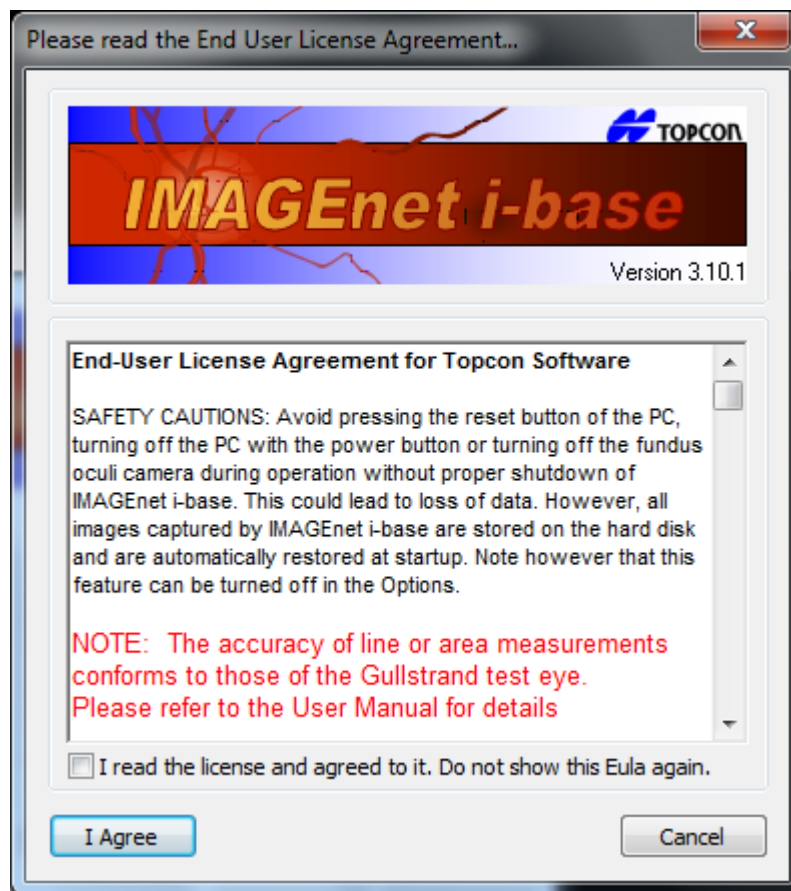 Please read the End User License Agreement...
TOPCON
IMAGEnet i-base
Version 3.10.1
End-User License Agreement for Topcon Software
SAFETY CAUTIONS: Avoid pressing the reset button of the PC,
turning off the PC with the power button or turning off the fundus
oculi camera during operation without proper shutdown of
IMAGEnet i-base. This could lead to loss of data. However, all
images captured by IMAGEnet i-base are stored on the hard disk
and are automatically restored at startup. Note however that this
feature can be turned off in the Options.
NOTE: The accuracy of line or area measurements
conforms to those of the Gullstrand test eye.
Please refer to the User Manual for details
I read the license and agreed to it. Do not show this Eula again.
I Agree
Cancel